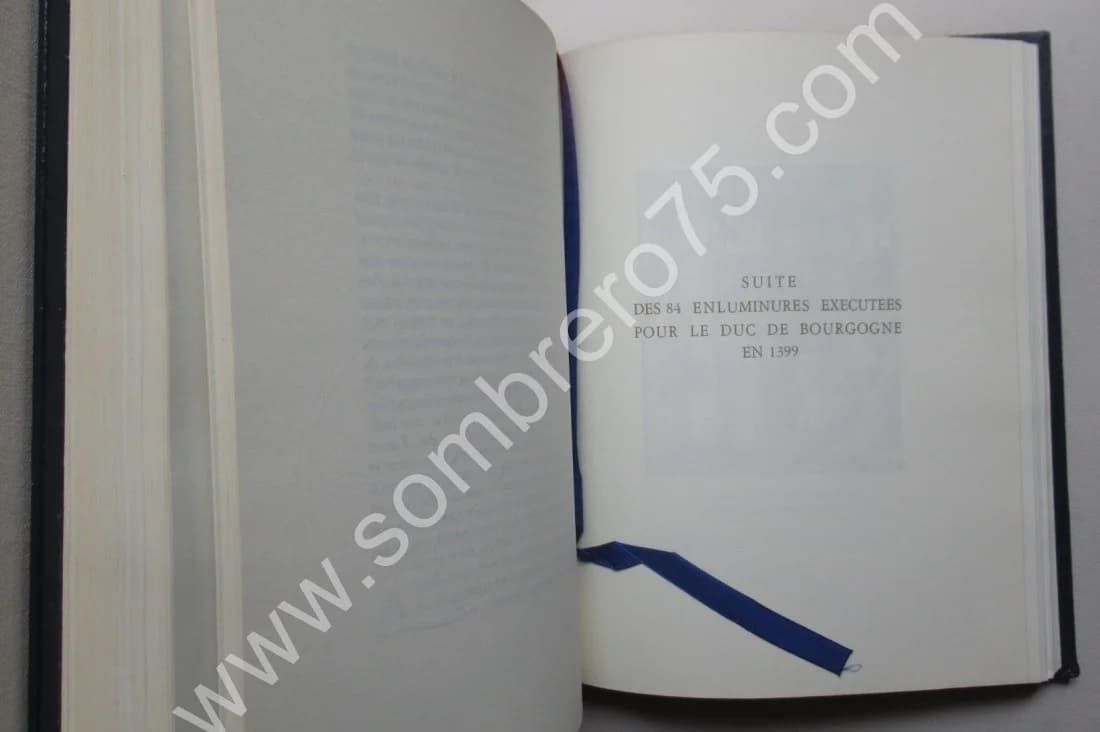 SUITE
DES 84 ENLUMINURES EXECUTEES
POUR LE DUC DE BOURGOGNE
EN 1399
www.sombrero75.com